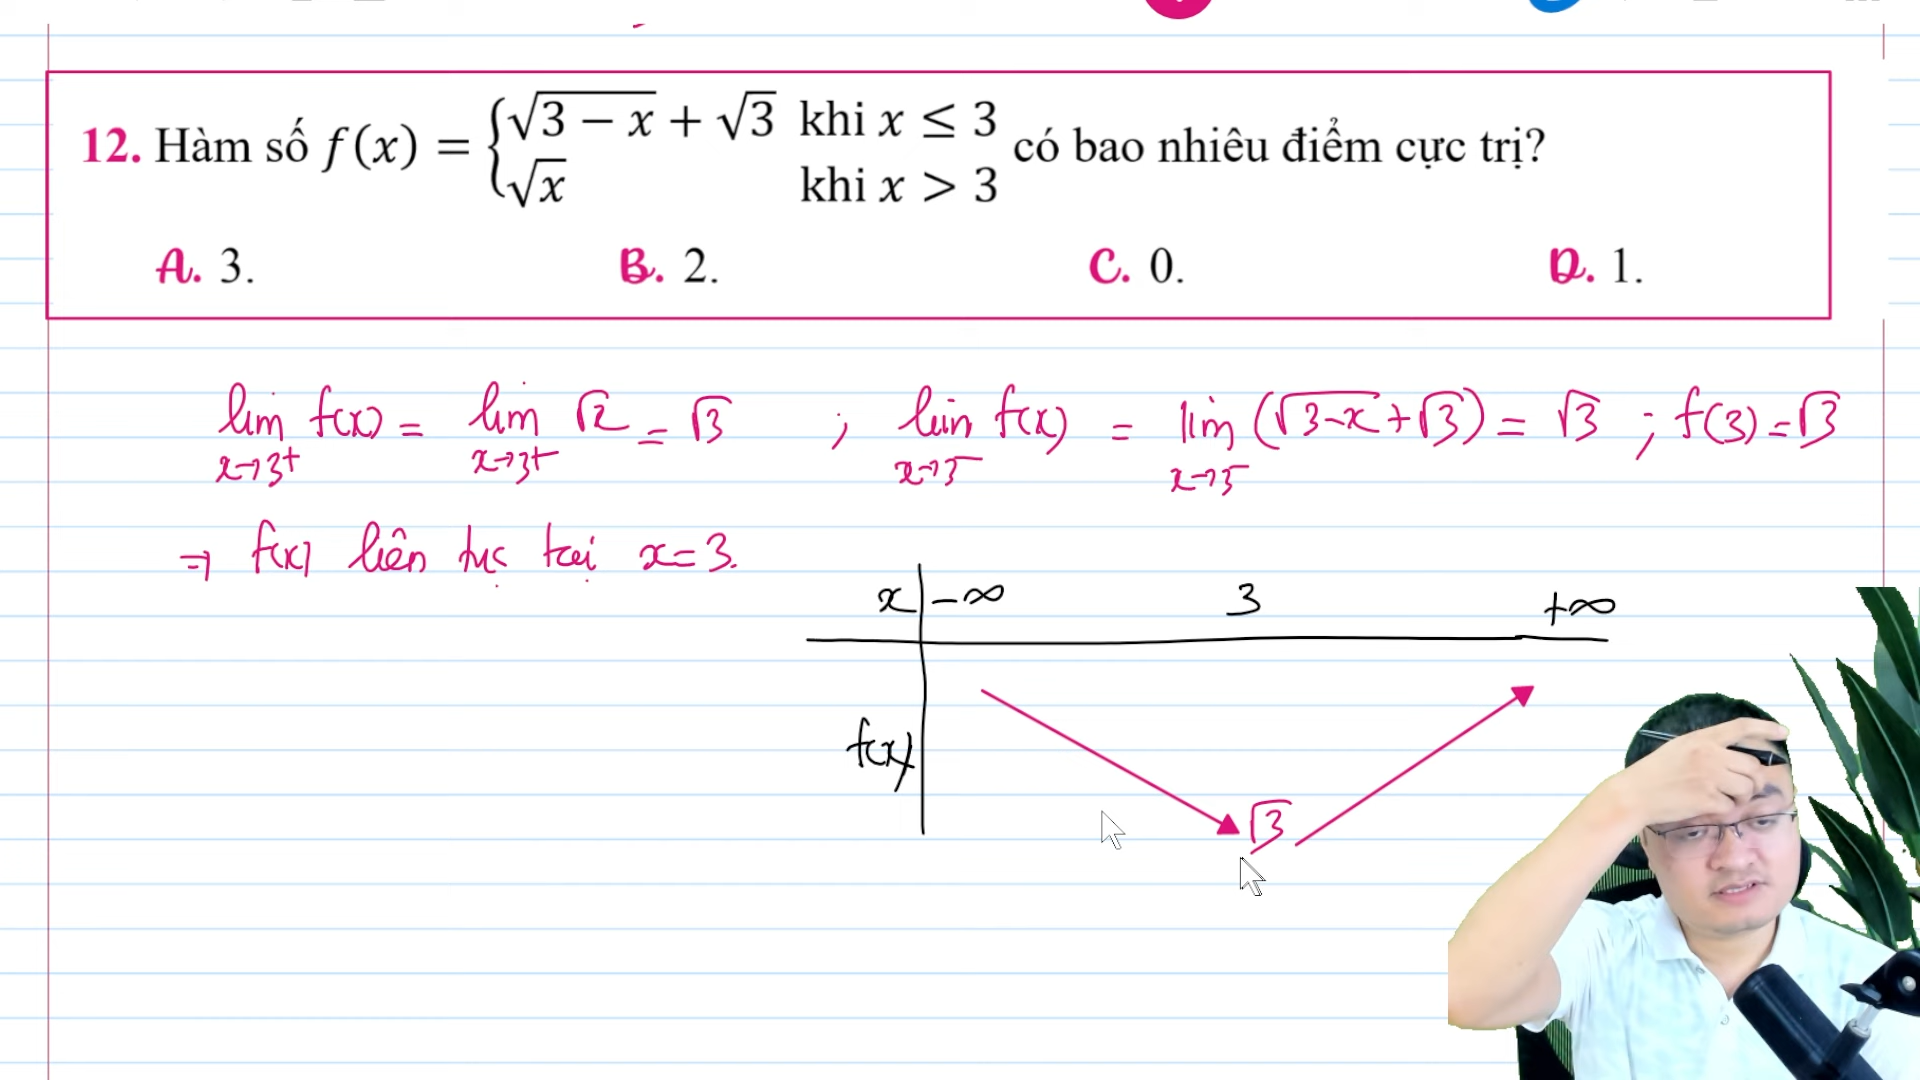 12. Hàm số f(x) = { √(3 − x) + √3 khi x ≤ 3
√x khi x > 3 có bao nhiêu điểm cực trị?
A. 3. B. 2. C. 0. D. 1.
lim x→3⁺ f(x) = lim x→3⁺ √x = √3 ; lim x→3⁻ f(x) = lim x→3⁻ (√(3-x) + √3) = √3 ; f(3) = √3
⇒ f(x) liên tục tại x = 3.
x −∞ 3 +∞
f(x)
√3